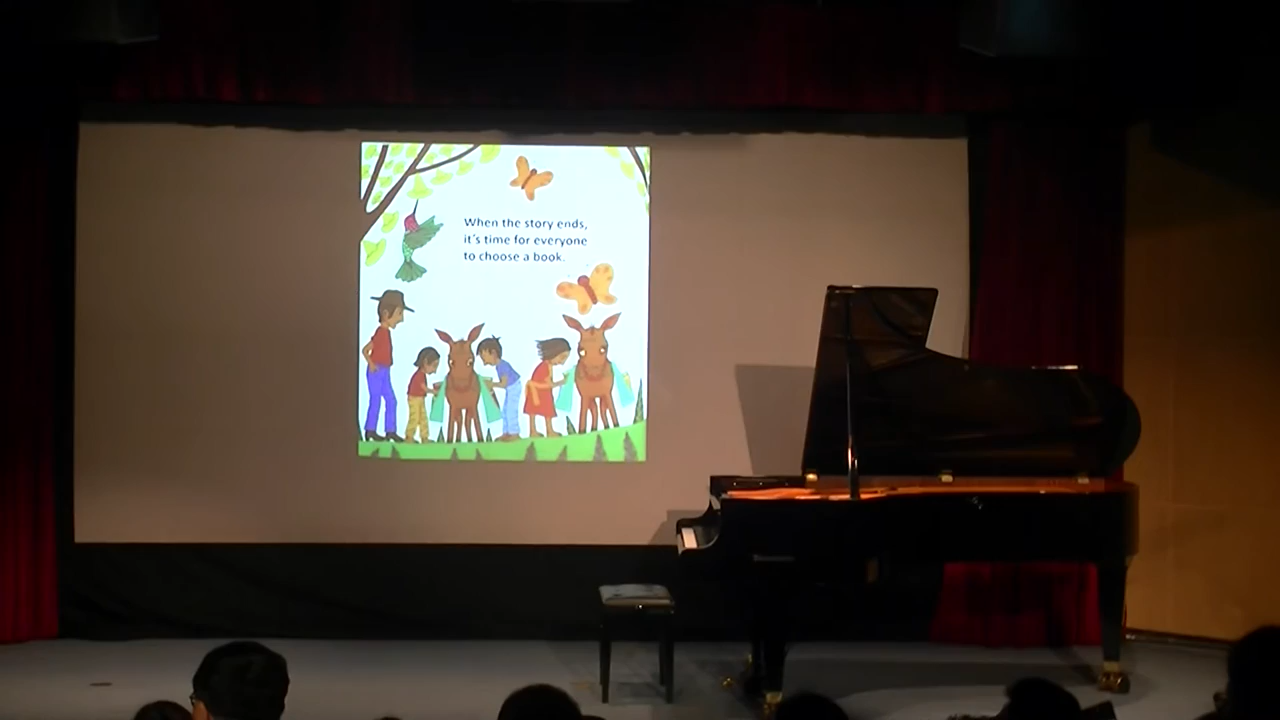 When the story ends,
it's time for everyone
to choose a book.